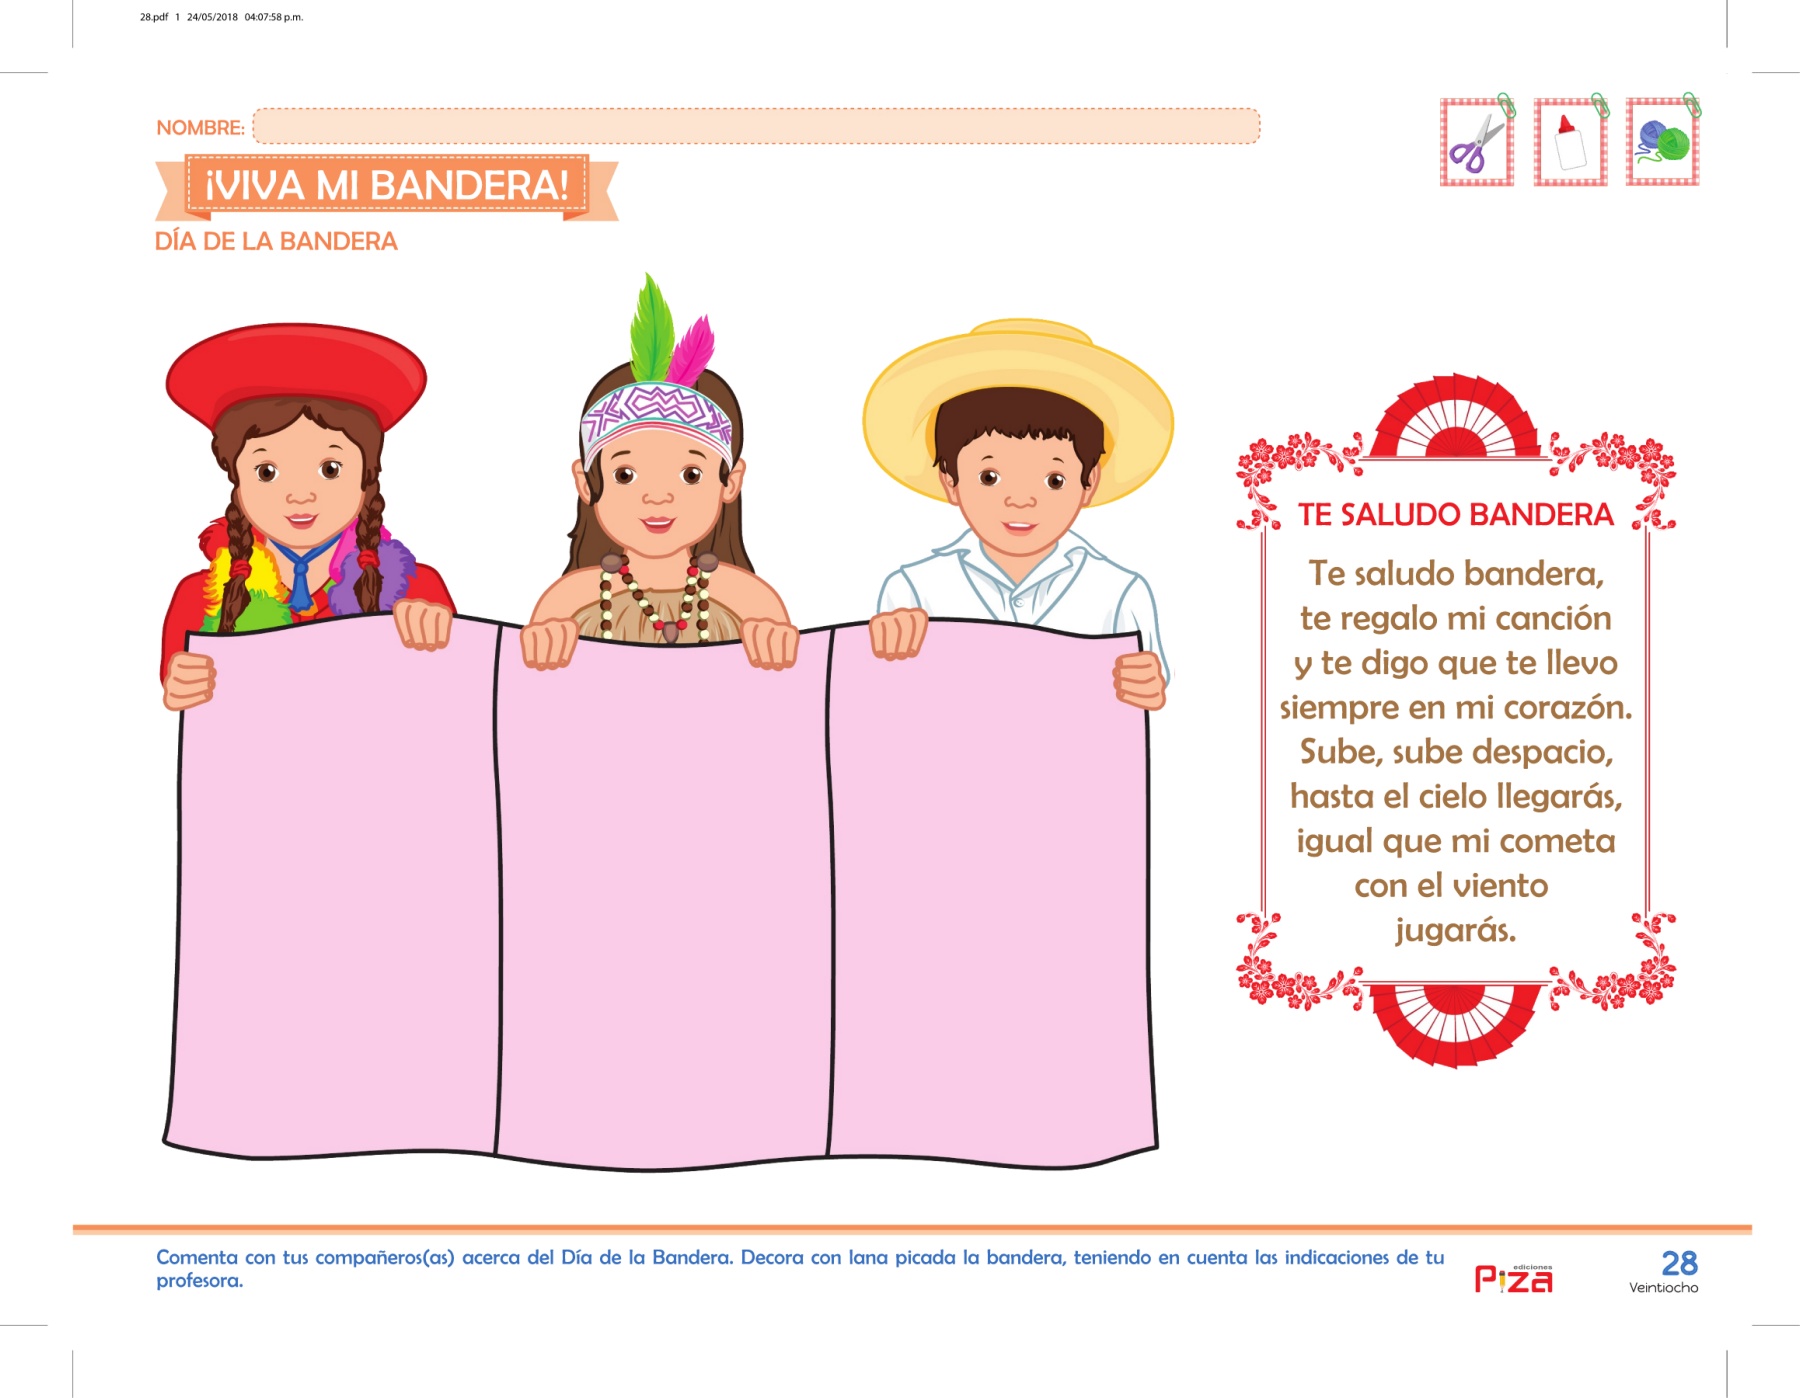 28.pdf 1 24/05/2018 04:07:58 p.m.
NOMBRE:
¡VIVA MI BANDERA!
DÍA DE LA BANDERA
TE SALUDO BANDERA
Te saludo bandera,
te regalo mi canción
y te digo que te llevo
siempre en mi corazón.
Sube, sube despacio,
hasta el cielo llegarás,
igual que mi cometa
con el viento
jugarás.
Comenta con tus compañeros(as) acerca del Día de la Bandera. Decora con lana picada la bandera, teniendo en cuenta las indicaciones de tu
profesora.
ediciones
Piza
28
Veintiocho